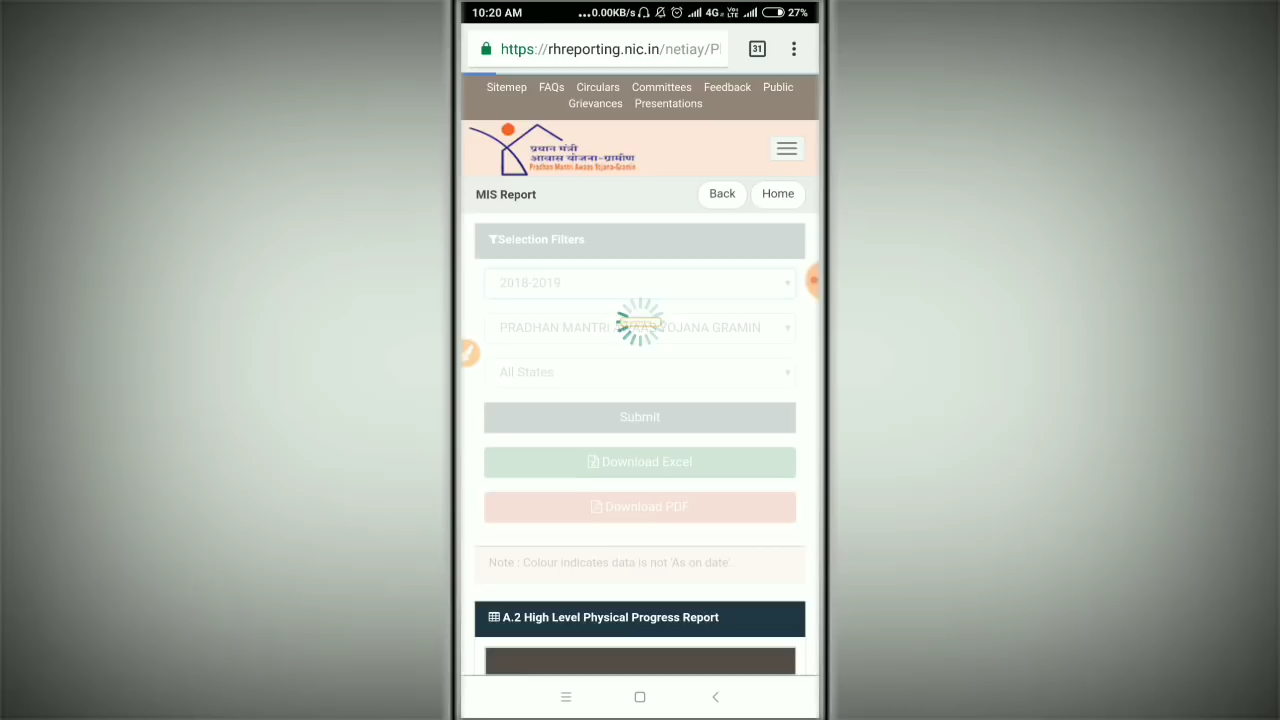 10:20 AM ...0.00KB/s 4G Vo LTE 27%
https://rhreporting.nic.in/netiay/P 31
Sitemep FAQs Circulars Committees Feedback Public
Grievances Presentations
प्रधान मंत्री
आवास योजना-ग्रामीण
Pradhan Mantri Awaas Yojana-Gramin
MIS Report Back Home
Selection Filters
2018-2019
PRADHAN MANTRI AWAAS YOJANA GRAMIN
All States
Submit
Download Excel
Download PDF
Note : Colour indicates data is not 'As on date'.
A.2 High Level Physical Progress Report